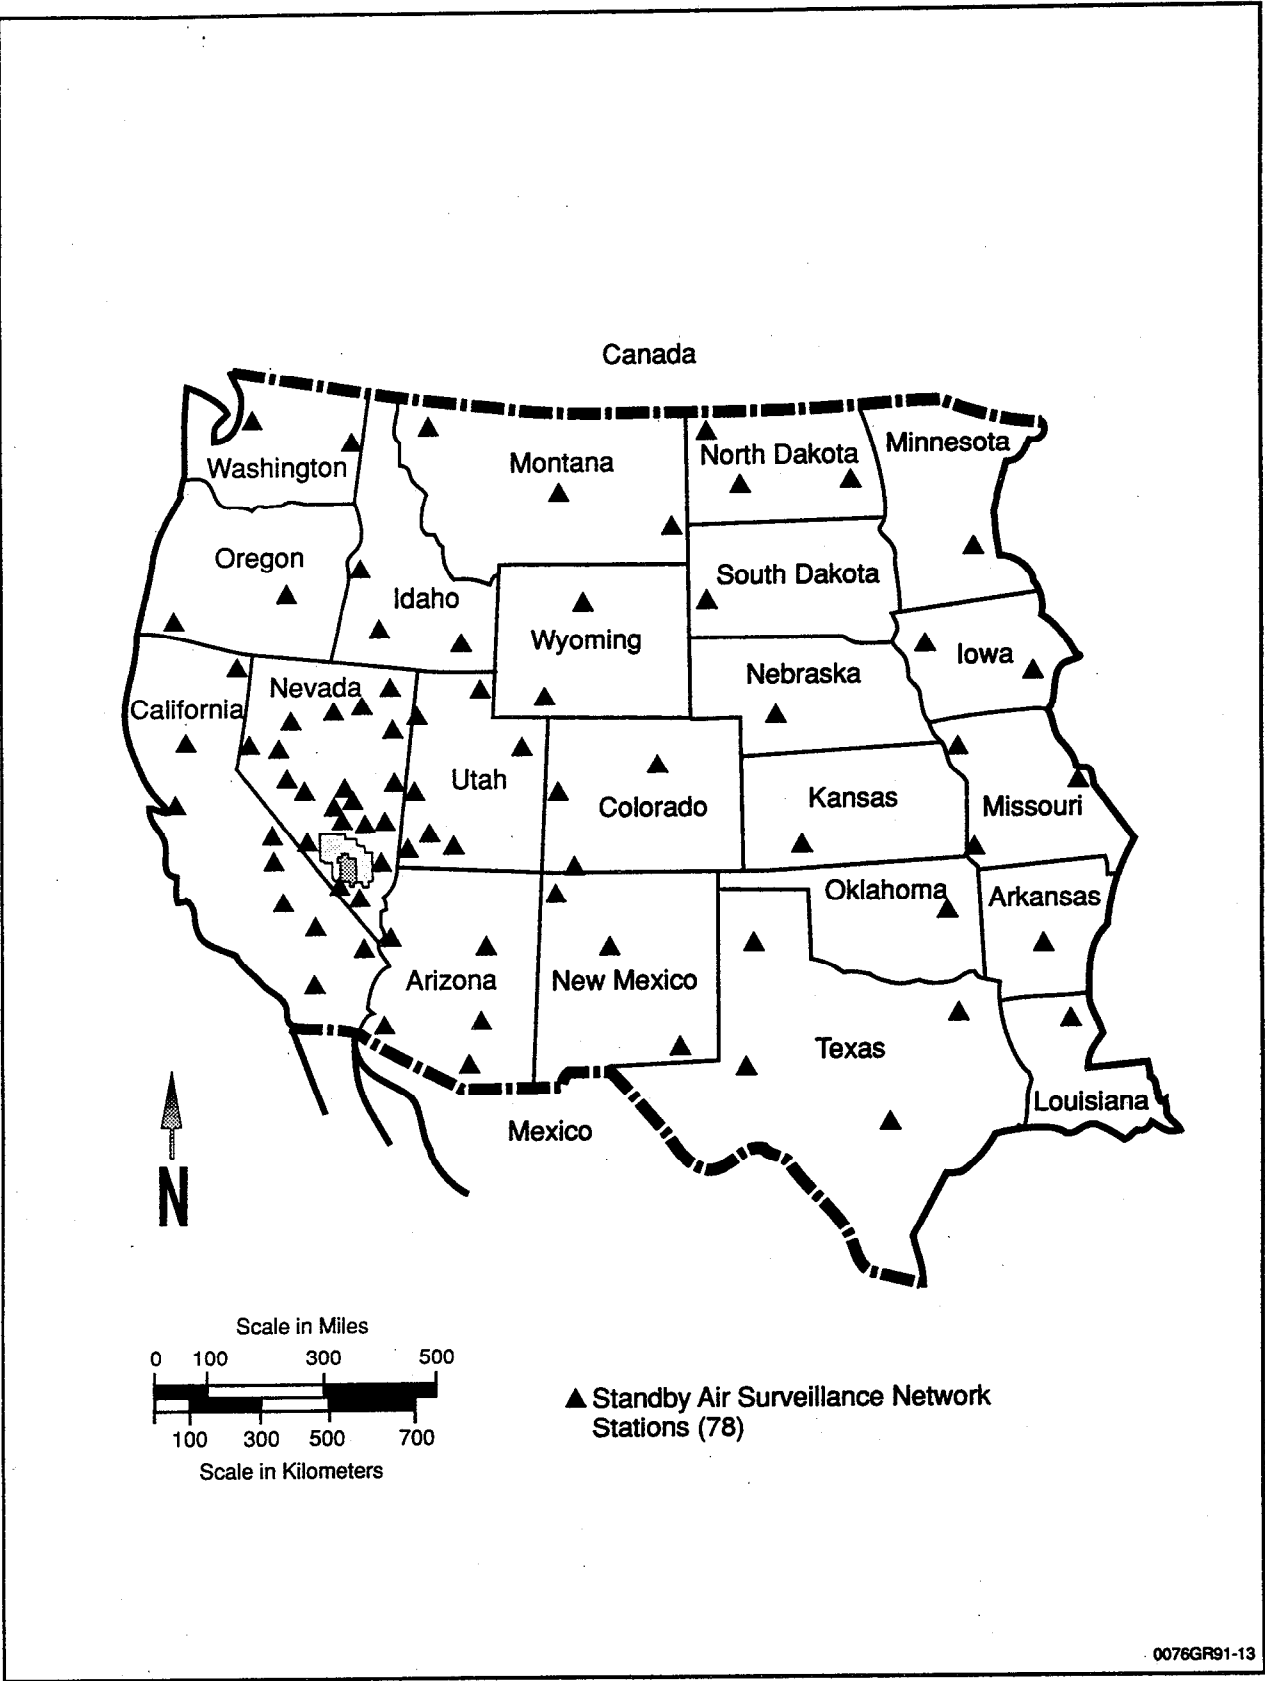 Canada
Washington
Montana
North Dakota
Minnesota
Oregon
Idaho
South Dakota
Wyoming
Iowa
Nebraska
Nevada
California
Utah
Colorado
Kansas
Missouri
Oklahoma
Arkansas
Arizona
New Mexico
Texas
Louisiana
Mexico
N
Scale in Miles
0 100 300 500
100 300 500 700
Scale in Kilometers
Standby Air Surveillance Network
Stations (78)
0076GR91-13